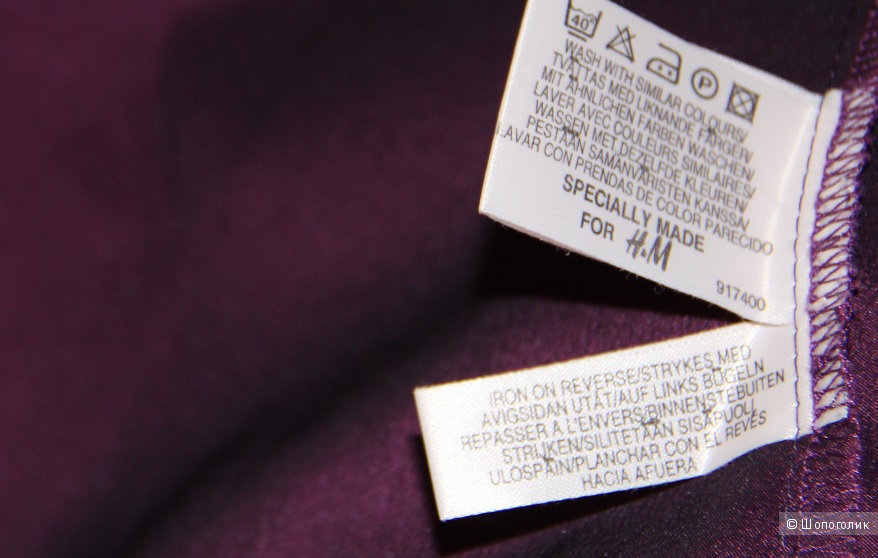 40°
P
WASH WITH SIMILAR COLOURS/
TVÄTTAS MED LIKNANDE FÄRGER/
MIT ÄHNLICHEN FARBEN WASCHEN/
LAVER AVEC COULEURS SIMILAIRES/
WASSEN MET DEZELFDE KLEUREN/
PESTÄÄN SAMANVÄRISTEN KANSSA/
LAVAR CON PRENDAS DE COLOR PARECIDO
SPECIALLY MADE
FOR H&M
917400
IRON ON REVERSE/STRYKES MED
AVIGSIDAN UTÅT/AUF LINKS BÜGELN
REPASSER A L'ENVERS/BINNENSTEBUITEN
STRIJKEN/SILITETÄÄN SISÄPUOLI
ULOSPÄIN/PLANCHAR CON EL REVÉS
HACIA AFUERA
© Шопоголик